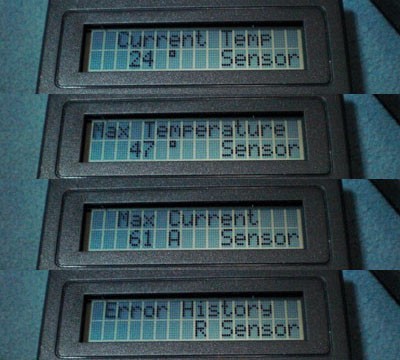 Current Temp
24 ° Sensor
Max Temperature
47 ° Sensor
Max Current
61 A Sensor
Error History
R Sensor